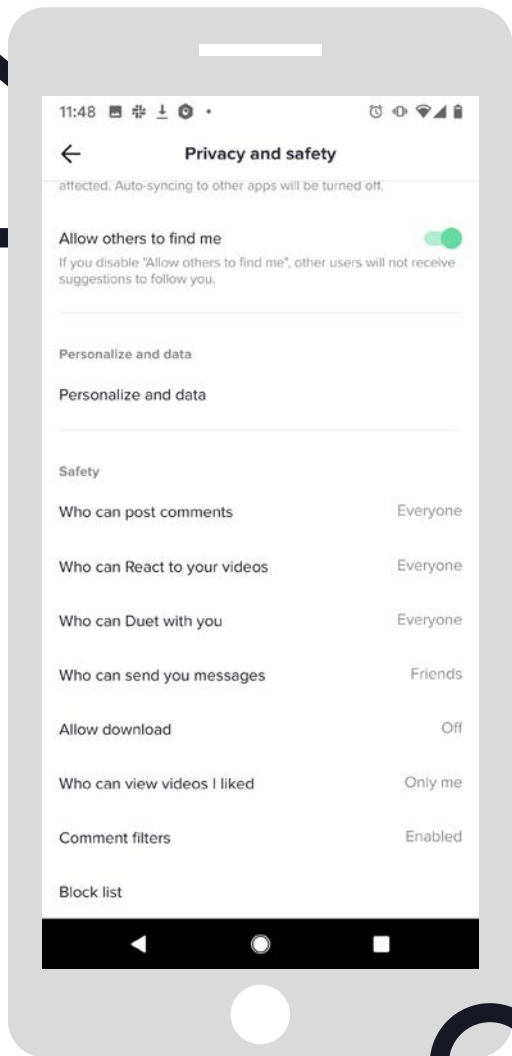 11:48
Privacy and safety
affected. Auto-syncing to other apps will be turned off.
Allow others to find me
If you disable "Allow others to find me", other users will not receive
suggestions to follow you.
Personalize and data
Personalize and data
Safety
Who can post comments Everyone
Who can React to your videos Everyone
Who can Duet with you Everyone
Who can send you messages Friends
Allow download Off
Who can view videos I liked Only me
Comment filters Enabled
Block list